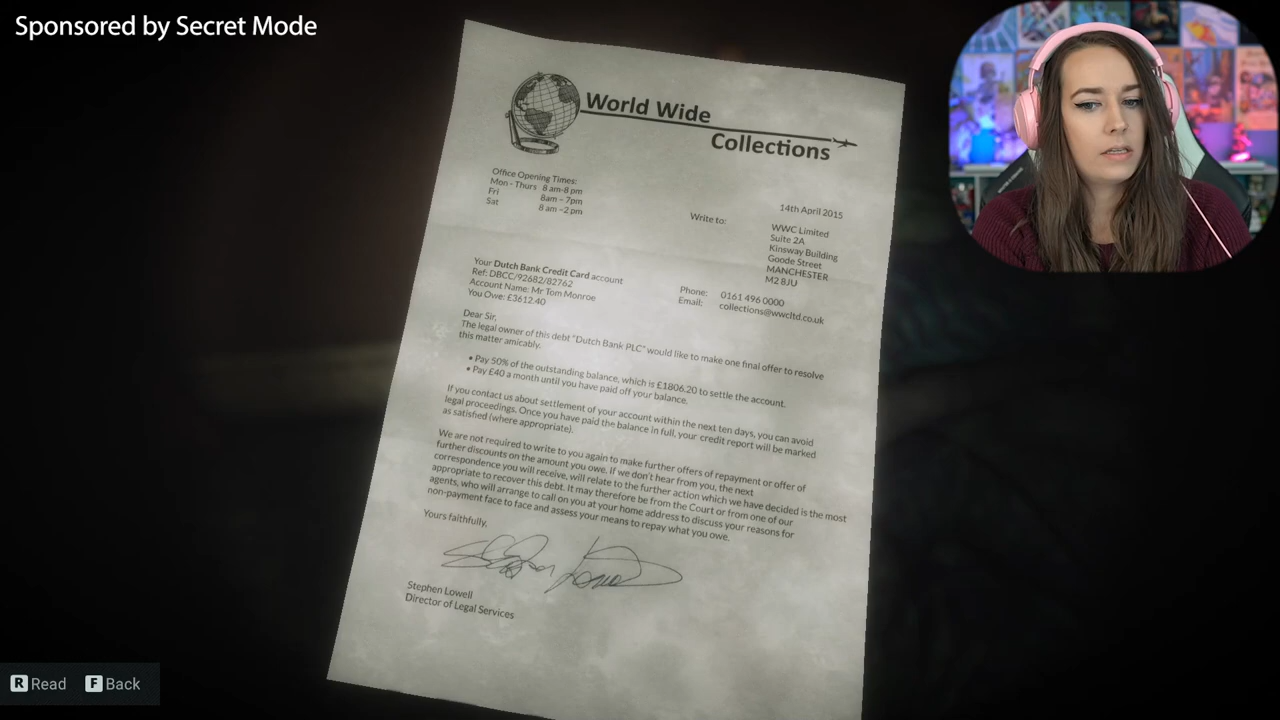 Sponsored by Secret Mode
World Wide
Collections
Office Opening Times:
Mon - Thurs 8 am-8 pm
Fri 8am – 7pm
Sat 8 am –2 pm
14th April 2015
Write to: WWC Limited
Suite 2A
Kinsway Building
Goode Street
MANCHESTER
M2 8JU
Phone: 0161 496 0000
Email: collections@wwcltd.co.uk
Your Dutch Bank Credit Card account
Ref: DBCC/92682/82762
Account Name: Mr Tom Monroe
You Owe: £3612.40
Dear Sir,
The legal owner of this debt "Dutch Bank PLC" would like to make one final offer to resolve
this matter amicably.
• Pay 50% of the outstanding balance, which is £1806.20 to settle the account.
• Pay £40 a month until you have paid off your balance.
If you contact us about settlement of your account within the next ten days, you can avoid
legal proceedings. Once you have paid the balance in full, your credit report will be marked
as satisfied (where appropriate).
We are not required to write to you again to make further offers of repayment or offer of
further discounts on the amount you owe. If we don't hear from you, the next
correspondence you will receive, will relate to the further action which we have decided is the most
appropriate to recover this debt. It may therefore be from the Court or from one of our
agents, who will arrange to call on you at your home address to discuss your reasons for
non-payment face to face and assess your means to repay what you owe.
Yours faithfully,
Stephen Lowell
Director of Legal Services
R Read F Back